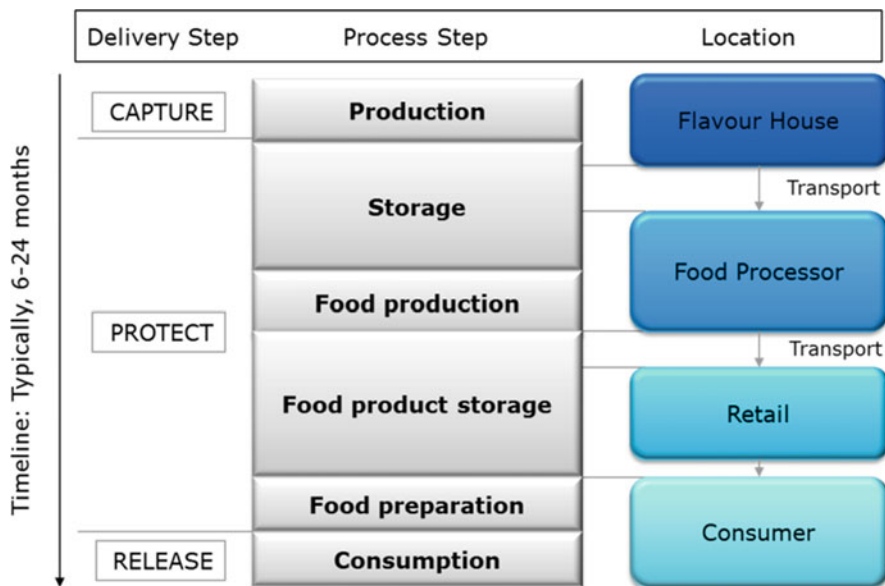 Delivery Step Process Step Location
CAPTURE
Production
Flavour House
Transport
Storage
Food Processor
Food production
PROTECT
Transport
Food product storage
Retail
Food preparation
Consumer
RELEASE
Consumption
Timeline: Typically, 6-24 months